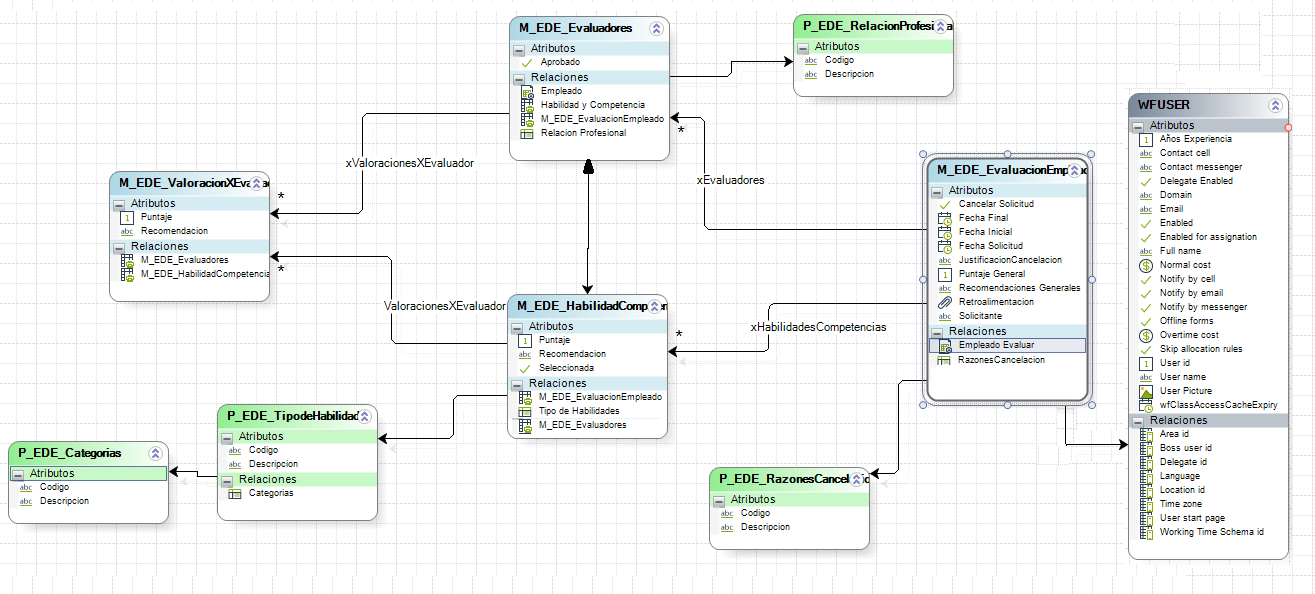 M_EDE_Evaluadores
Atributos
Aprobado
Relaciones
Empleado
Habilidad y Competencia
M_EDE_EvaluacionEmpleado
Relacion Profesional
P_EDE_RelacionProfesi
Atributos
abc Codigo
abc Descripcion
WFUSER
Atributos
1 Años Experiencia
abc Contact cell
abc Contact messenger
Delegate Enabled
abc Domain
abc Email
Enabled
Enabled for assignation
abc Full name
$ Normal cost
Notify by cell
Notify by email
Notify by messenger
Offline forms
$ Overtime cost
Skip allocation rules
1 User id
abc User name
User Picture
wfClassAccessCacheExpiry
Relaciones
Area id
Boss user id
Delegate id
Language
Location id
Time zone
User start page
Working Time Schema id
*
xEvaluadores
xValoracionesXEvaluador
M_EDE_ValoracionXEv
Atributos
1 Puntaje
abc Recomendacion
Relaciones
M_EDE_Evaluadores
M_EDE_HabilidadCompetencia
*
*
ValoracionesXEvaluador
M_EDE_EvaluacionEm
Atributos
Cancelar Solicitud
Fecha Final
Fecha Inicial
Fecha Solicitud
abc JustificacionCancelacion
1 Puntaje General
abc Recomendaciones Generales
Retroalimentacion
abc Solicitante
Relaciones
Empleado Evaluar
RazonesCancelacion
M_EDE_HabilidadComp
Atributos
1 Puntaje
abc Recomendacion
Seleccionada
Relaciones
M_EDE_EvaluacionEmpleado
Tipo de Habilidades
M_EDE_Evaluadores
*
xHabilidadesCompetencias
P_EDE_TipodeHabilidad
Atributos
abc Codigo
abc Descripcion
Relaciones
Categorias
P_EDE_Categorias
Atributos
abc Codigo
abc Descripcion
P_EDE_RazonesCancel
Atributos
abc Codigo
abc Descripcion